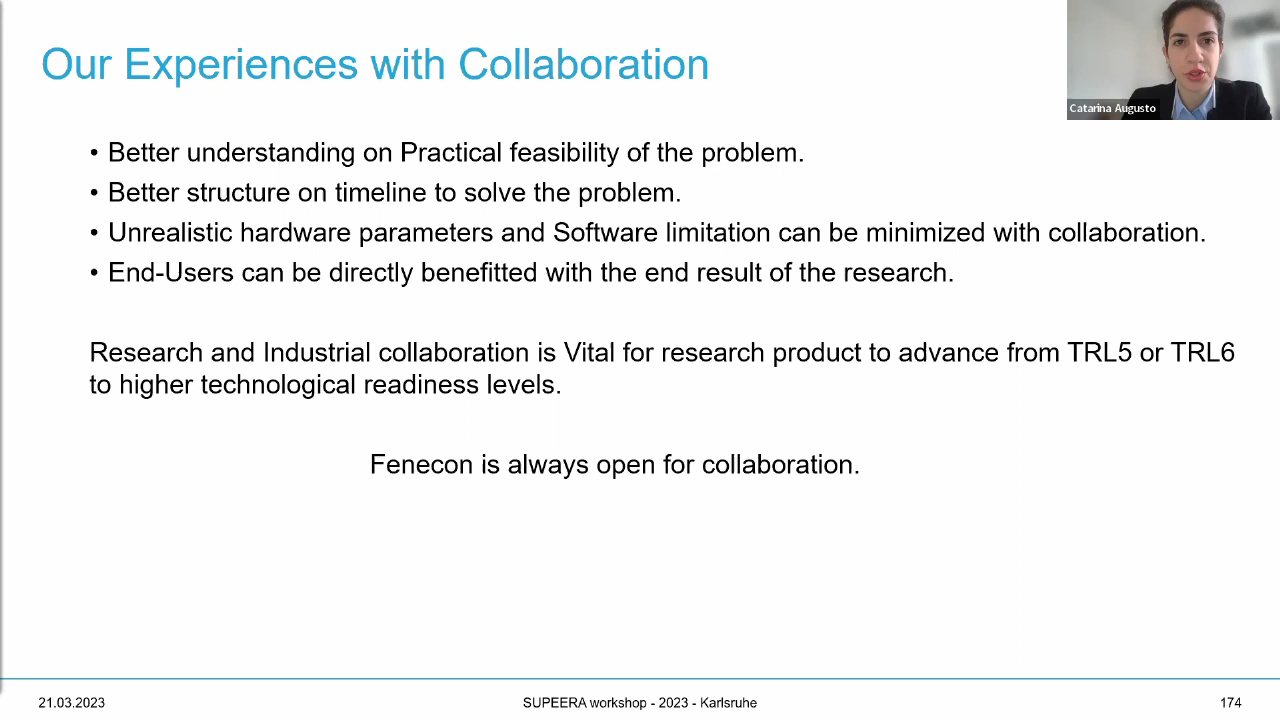 Our Experiences with Collaboration
Catarina Augusto
• Better understanding on Practical feasibility of the problem.
• Better structure on timeline to solve the problem.
• Unrealistic hardware parameters and Software limitation can be minimized with collaboration.
• End-Users can be directly benefitted with the end result of the research.
Research and Industrial collaboration is Vital for research product to advance from TRL5 or TRL6
to higher technological readiness levels.
Fenecon is always open for collaboration.
21.03.2023
SUPEERA workshop - 2023 - Karlsruhe
174